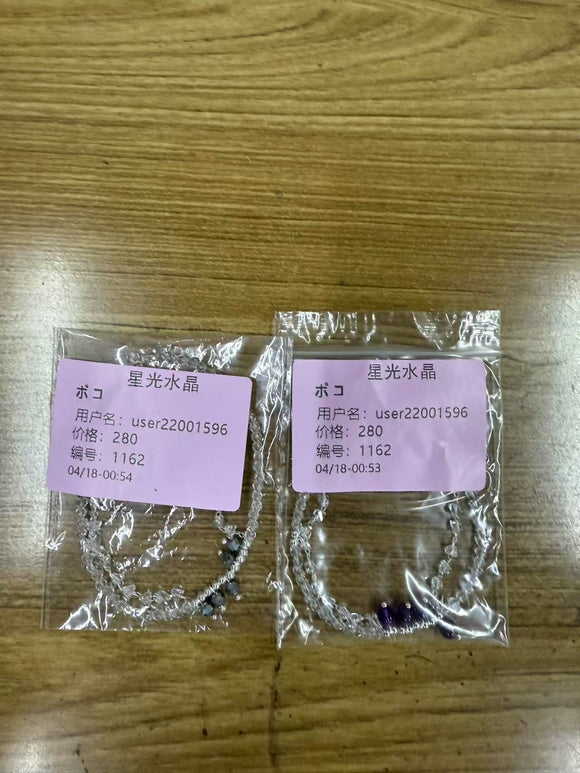 星光水晶
ポコ
用户名：user22001596
价格：280
编号：1162
04/18-00:54
星光水晶
ポコ
用户名：user22001596
价格：280
编号：1162
04/18-00:53